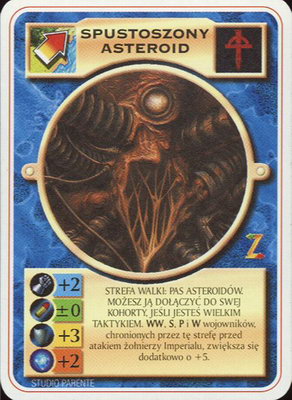 SPUSTOSZONY
ASTEROID
Z
+2
±0
+3
+2
STREFA WALKI: PAS ASTEROIDÓW.
MOŻESZ JĄ DOŁĄCZYĆ DO SWEJ
KOHORTY, JEŚLI JESTEŚ WIELKIM
TAKTYKIEM. WW, S, P i W wojowników,
chronionych przez tę strefę przed
atakiem żołnierzy Imperialu, zwiększa się
dodatkowo o +5.
STUDIO PARENTE